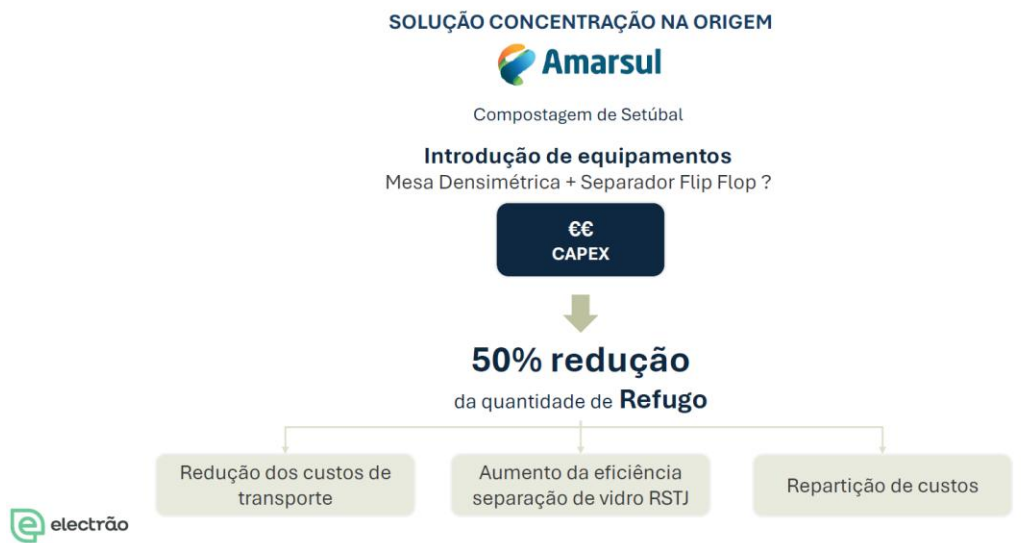 SOLUÇÃO CONCENTRAÇÃO NA ORIGEM
Amarsul
Compostagem de Setúbal
Introdução de equipamentos
Mesa Densimétrica + Separador Flip Flop ?
€€
CAPEX
50% redução
da quantidade de Refugo
Redução dos custos de
transporte
Aumento da eficiência
separação de vidro RSTJ
Repartição de custos
electrão